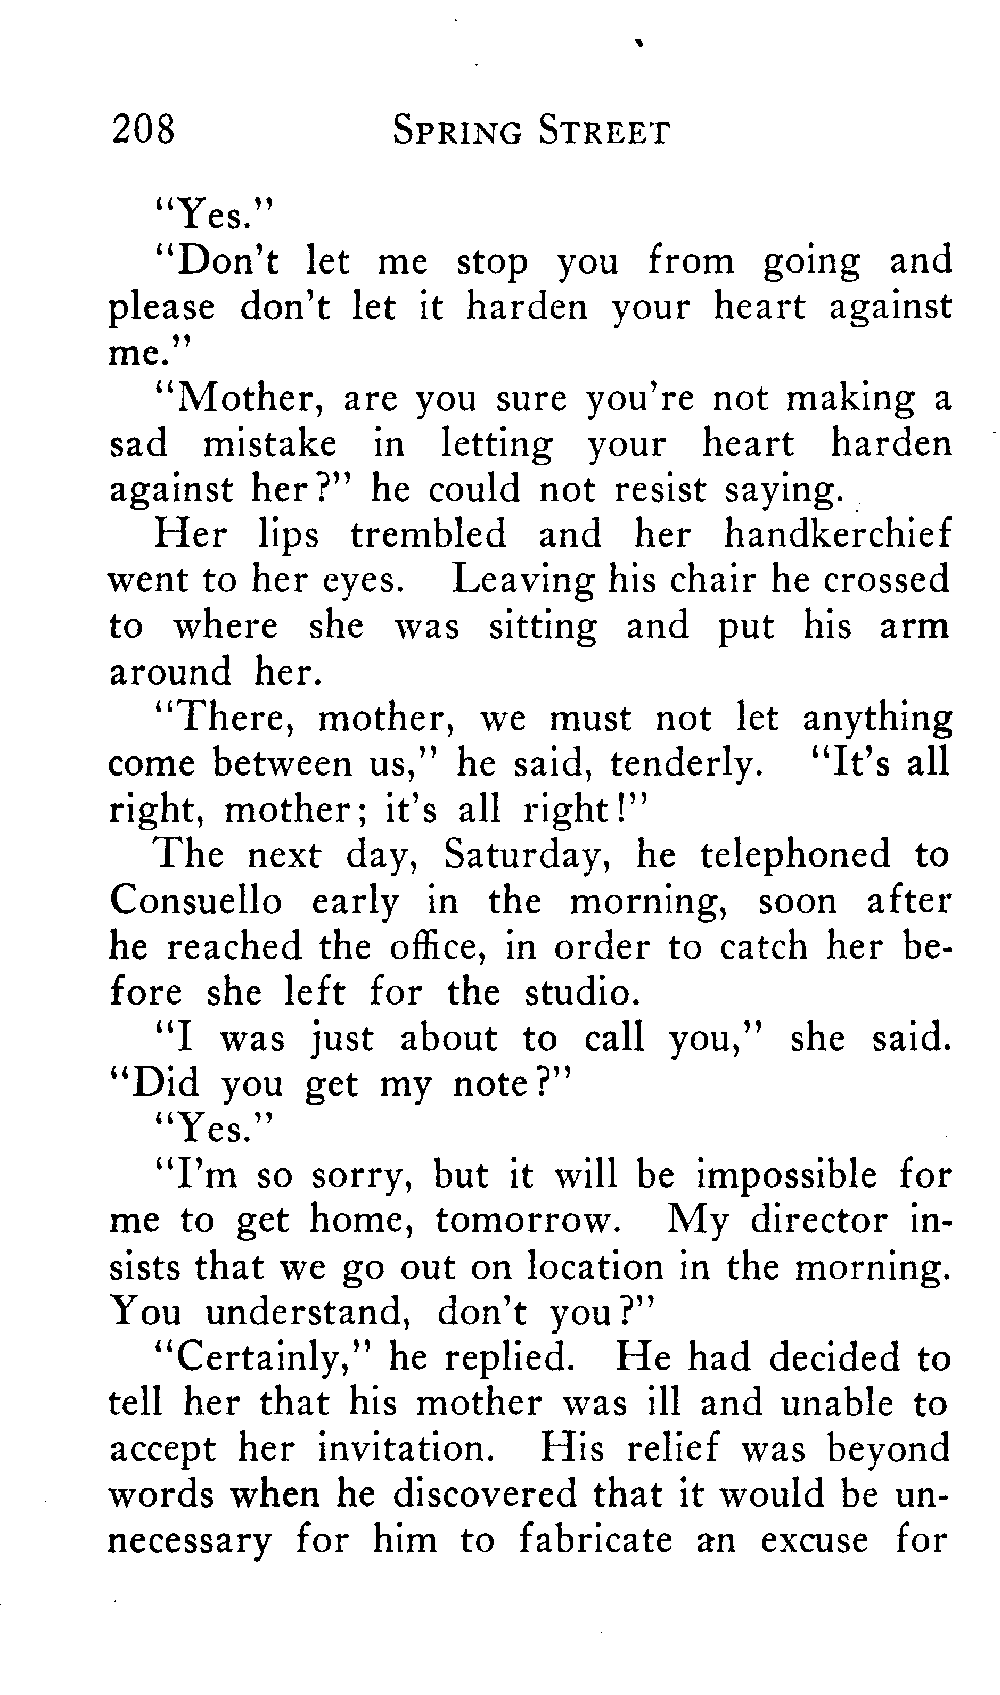 208 SPRING STREET
"Yes."
"Don't let me stop you from going and
please don't let it harden your heart against
me."
"Mother, are you sure you're not making a
sad mistake in letting your heart harden
against her?" he could not resist saying.
Her lips trembled and her handkerchief
went to her eyes. Leaving his chair he crossed
to where she was sitting and put his arm
around her.
"There, mother, we must not let anything
come between us," he said, tenderly. "It's all
right, mother; it's all right!"
The next day, Saturday, he telephoned to
Consuello early in the morning, soon after
he reached the office, in order to catch her be-
fore she left for the studio.
"I was just about to call you," she said.
"Did you get my note?"
"Yes."
"I'm so sorry, but it will be impossible for
me to get home, tomorrow. My director in-
sists that we go out on location in the morning.
You understand, don't you?"
"Certainly," he replied. He had decided to
tell her that his mother was ill and unable to
accept her invitation. His relief was beyond
words when he discovered that it would be un-
necessary for him to fabricate an excuse for